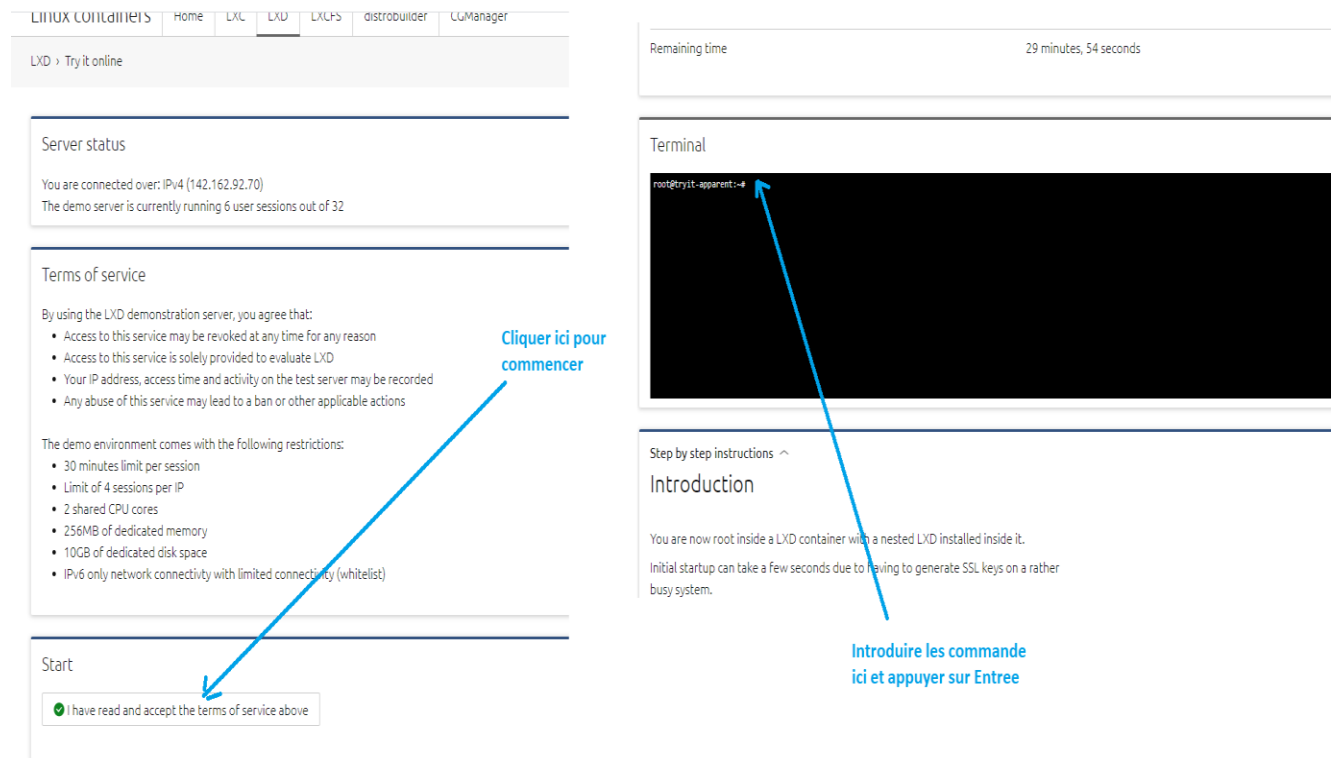 Linux containers Home LXC LXD LXCFS distrobuilder CGManager
LXD › Try it online
Server status
You are connected over: IPv4 (142.162.92.70)
The demo server is currently running 6 user sessions out of 32
Terms of service
By using the LXD demonstration server, you agree that:
• Access to this service may be revoked at any time for any reason
• Access to this service is solely provided to evaluate LXD
• Your IP address, access time and activity on the test server may be recorded
• Any abuse of this service may lead to a ban or other applicable actions
The demo environment comes with the following restrictions:
• 30 minutes limit per session
• Limit of 4 sessions per IP
• 2 shared CPU cores
• 256MB of dedicated memory
• 10GB of dedicated disk space
• IPv6 only network connectivty with limited connectivity (whitelist)
Start
I have read and accept the terms of service above
Cliquer ici pour
commencer
Remaining time 29 minutes, 54 seconds
Terminal
root@tryit-apparent:~#
Step by step instructions
Introduction
You are now root inside a LXD container with a nested LXD installed inside it.
Initial startup can take a few seconds due to having to generate SSL keys on a rather
busy system.
Introduire les commande
ici et appuyer sur Entree